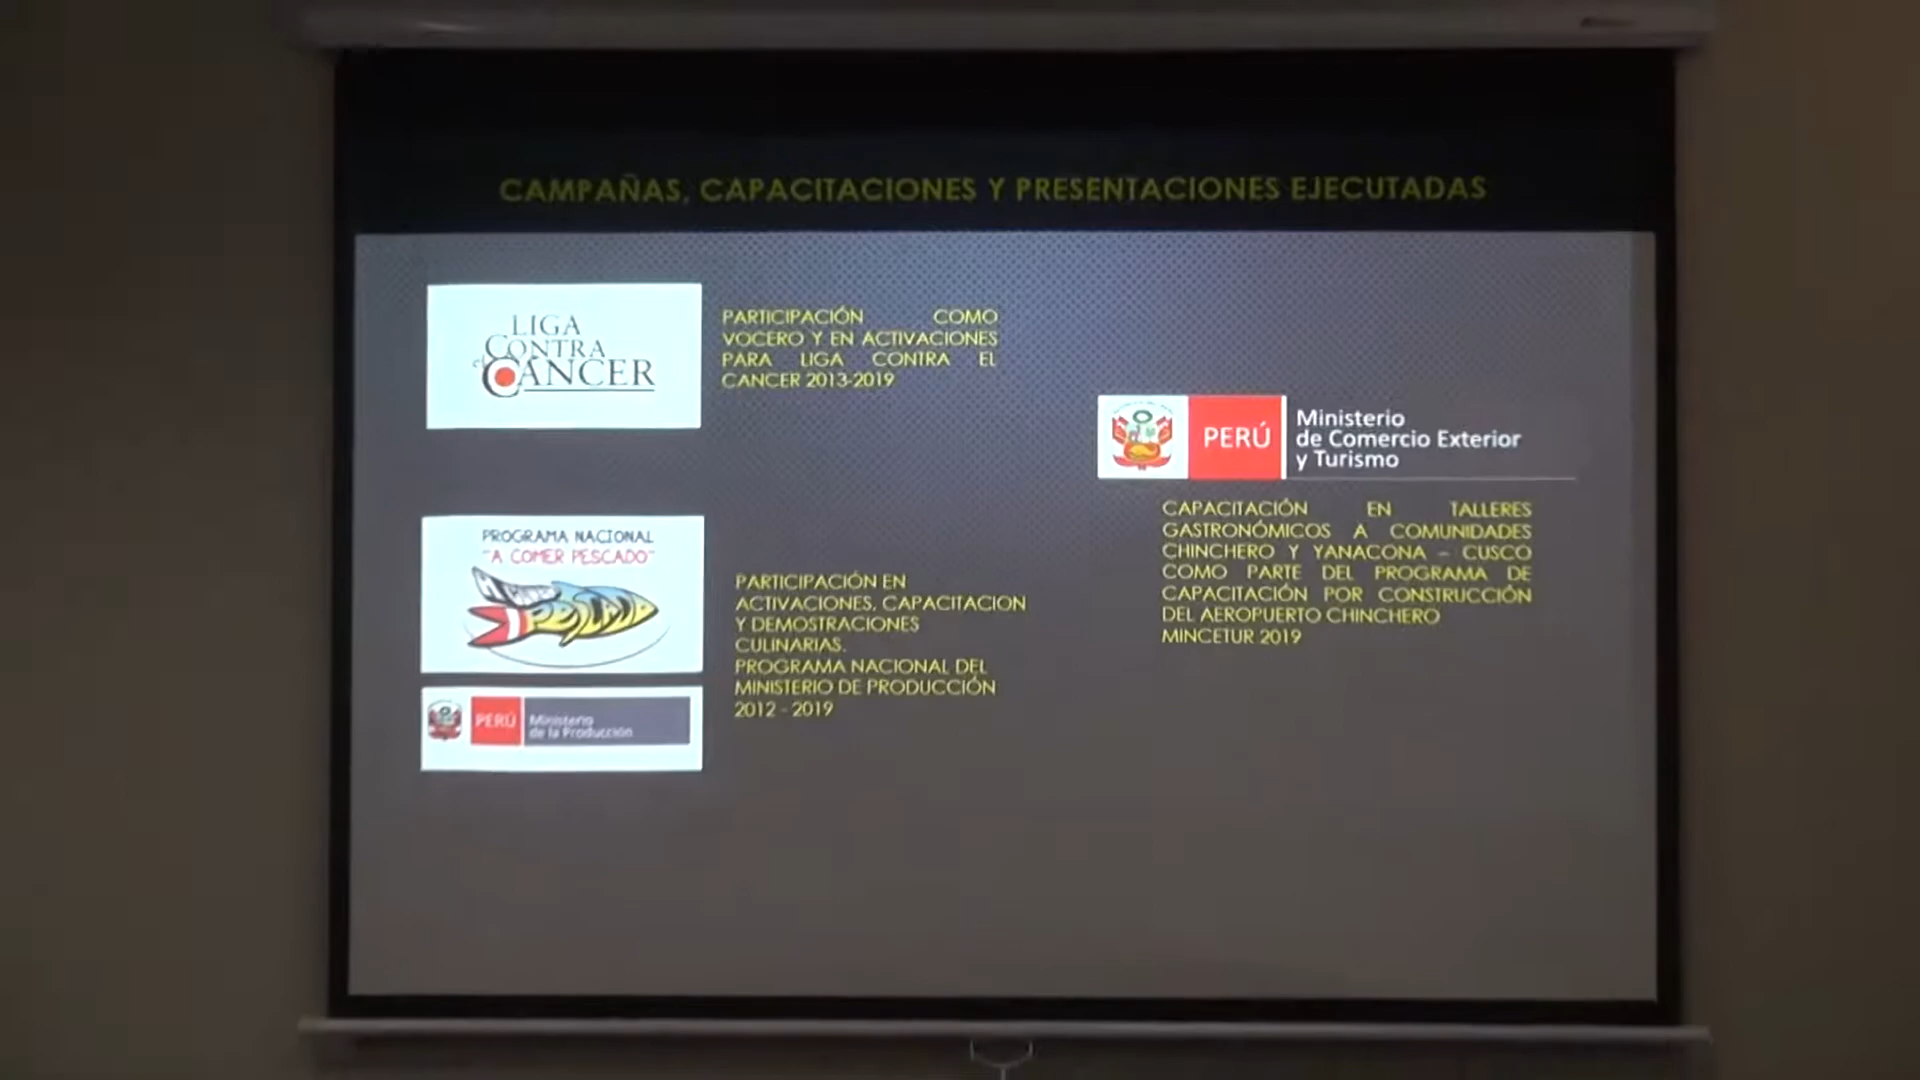 CAMPAÑAS, CAPACITACIONES Y PRESENTACIONES EJECUTADAS
LIGA
CONTRA
el
CÁNCER
PARTICIPACIÓN COMO
VOCERO Y EN ACTIVACIONES
PARA LIGA CONTRA EL
CANCER 2013-2019
PROGRAMA NACIONAL
"A COMER PESCADO"
PESCADO
PERÚ
Ministerio
de la Producción
PARTICIPACIÓN EN
ACTIVACIONES, CAPACITACION
Y DEMOSTRACIONES
CULINARIAS.
PROGRAMA NACIONAL DEL
MINISTERIO DE PRODUCCIÓN
2012 - 2019
PERÚ
Ministerio
de Comercio Exterior
y Turismo
CAPACITACIÓN EN TALLERES
GASTRONÓMICOS A COMUNIDADES
CHINCHERO Y YANACONA – CUSCO
COMO PARTE DEL PROGRAMA DE
CAPACITACIÓN POR CONSTRUCCIÓN
DEL AEROPUERTO CHINCHERO
MINCETUR 2019